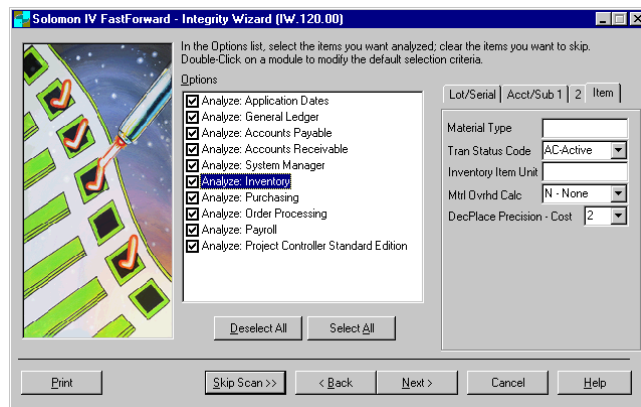 Solomon IV FastForward - Integrity Wizard (IW.120.00)
In the Options list, select the items you want analyzed; clear the items you want to skip.
Double-Click on a module to modify the default selection criteria.
Options
Analyze: Application Dates
Analyze: General Ledger
Analyze: Accounts Payable
Analyze: Accounts Receivable
Analyze: System Manager
Analyze: Inventory
Analyze: Purchasing
Analyze: Order Processing
Analyze: Payroll
Analyze: Project Controller Standard Edition
Deselect All Select All
Lot/Serial Acct/Sub 1 2 Item
Material Type
Tran Status Code AC-Active
Inventory Item Unit
Mtrl Ovrhd Calc N - None
DecPlace Precision - Cost 2
Print Skip Scan >> < Back Next > Cancel Help